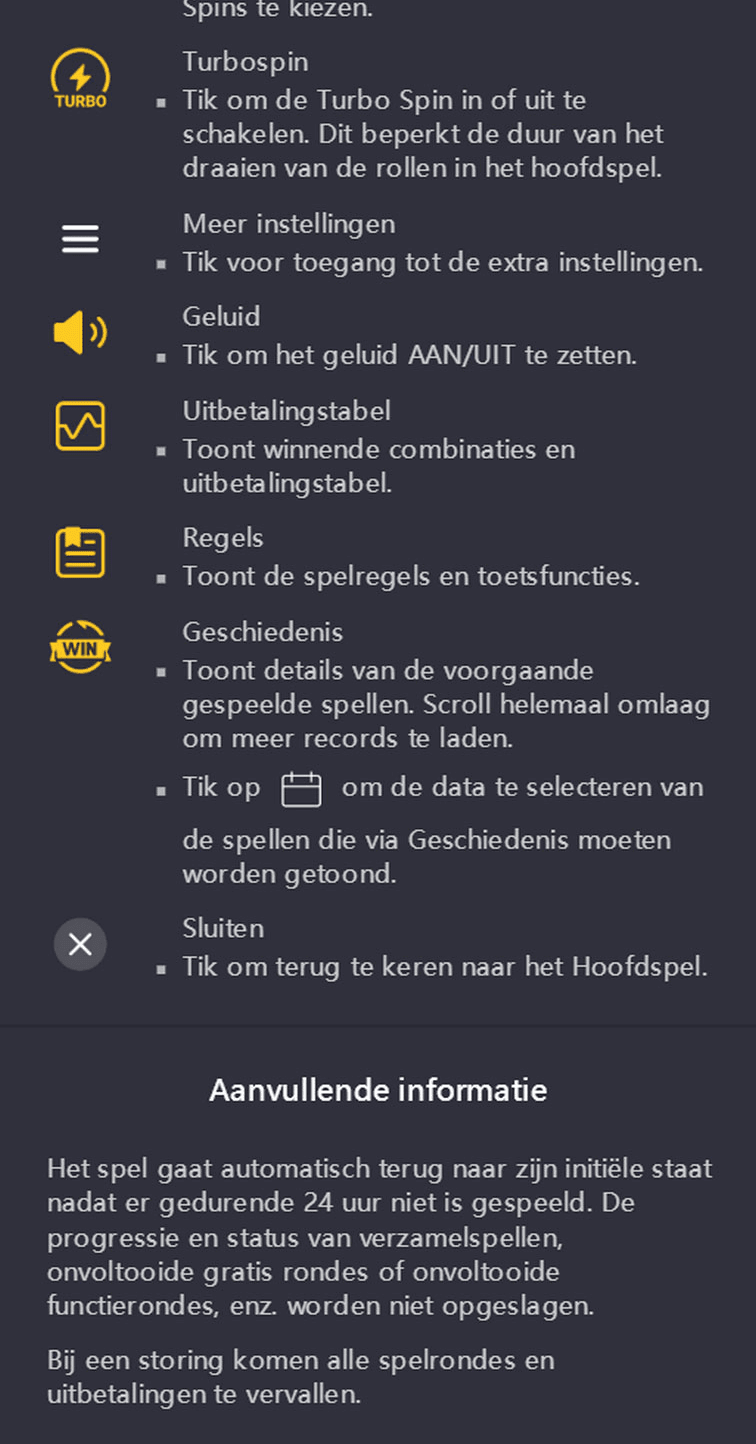 Spins te kiezen.
Turbospin
TURBO
▪ Tik om de Turbo Spin in of uit te
schakelen. Dit beperkt de duur van het
draaien van de rollen in het hoofdspel.
Meer instellingen
▪ Tik voor toegang tot de extra instellingen.
Geluid
▪ Tik om het geluid AAN/UIT te zetten.
Uitbetalingstabel
▪ Toont winnende combinaties en
uitbetalingstabel.
Regels
▪ Toont de spelregels en toetsfuncties.
Geschiedenis
WIN
▪ Toont details van de voorgaande
gespeelde spellen. Scroll helemaal omlaag
om meer records te laden.
▪ Tik op om de data te selecteren van
de spellen die via Geschiedenis moeten
worden getoond.
Sluiten
▪ Tik om terug te keren naar het Hoofdspel.
Aanvullende informatie
Het spel gaat automatisch terug naar zijn initiële staat
nadat er gedurende 24 uur niet is gespeeld. De
progressie en status van verzamelspellen,
onvoltooide gratis rondes of onvoltooide
functierondes, enz. worden niet opgeslagen.
Bij een storing komen alle spelrondes en
uitbetalingen te vervallen.